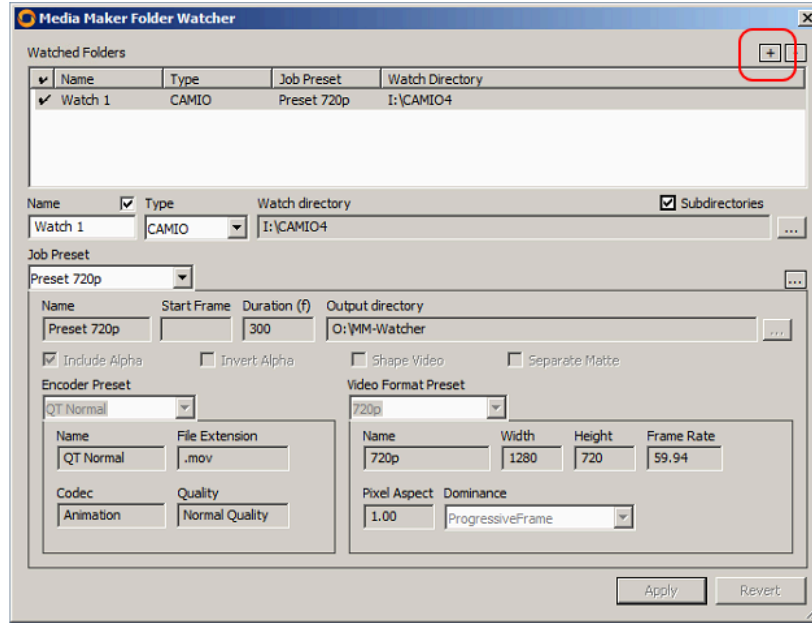 Media Maker Folder Watcher
Watched Folders
+
Name Type Job Preset Watch Directory
Watch 1 CAMIO Preset 720p I:\CAMIO4
Name Type Watch directory Subdirectories
Watch 1 CAMIO I:\CAMIO4 ...
Job Preset
Preset 720p ...
Name Start Frame Duration (f) Output directory
Preset 720p 300 O:\MM-Watcher ...
Include Alpha Invert Alpha Shape Video Separate Matte
Encoder Preset Video Format Preset
QT Normal 720p
Name File Extension Name Width Height Frame Rate
QT Normal .mov 720p 1280 720 59.94
Codec Quality Pixel Aspect Dominance
Animation Normal Quality 1.00 ProgressiveFrame
Apply Revert